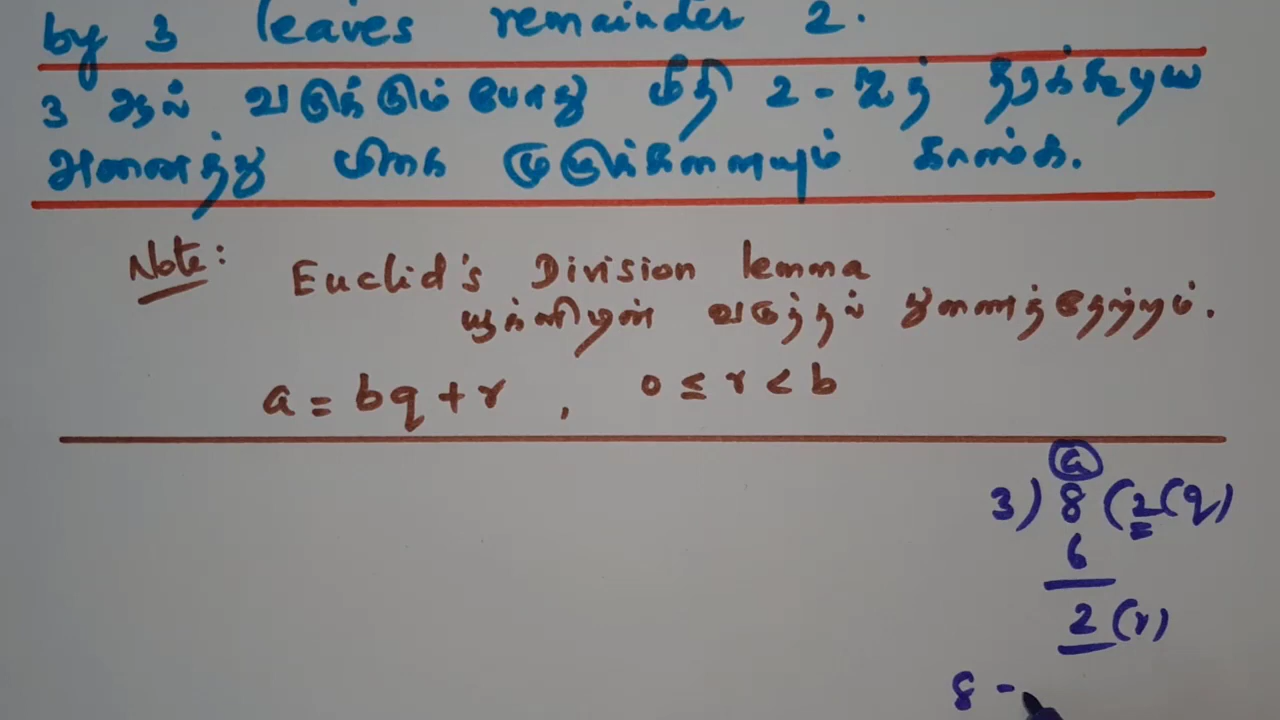 by 3 leaves remainder 2.
3 ஆல் வகுக்கும் போது மீதி 2-ஐத் தரக்கூடிய
அனைத்து மிகை முழுக்களையும் காண்க.
Note: Euclid's Division lemma
யூக்ளிடின் வகுத்தல் துணைத்தேற்றம்.
a = bq + r , 0 ≤ r < b
a
3) 8 (2(q)
6
2 (r)
8 =